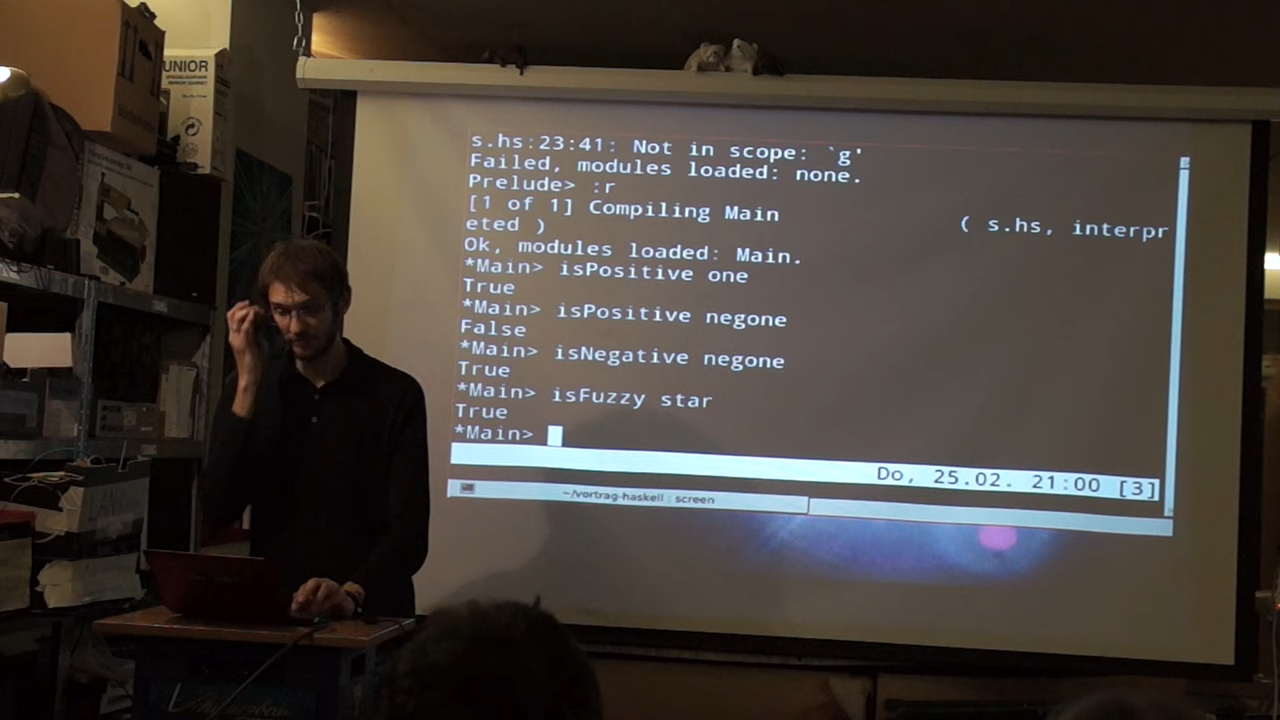 UNIOR
s.hs:23:41: Not in scope: `g'
Failed, modules loaded: none.
Prelude> :r
[1 of 1] Compiling Main ( s.hs, interpr
eted )
Ok, modules loaded: Main.
*Main> isPositive one
True
*Main> isPositive negone
False
*Main> isNegative negone
True
*Main> isFuzzy star
True
*Main>
Do, 25.02. 21:00 [3]
~/vortrag-haskell : screen